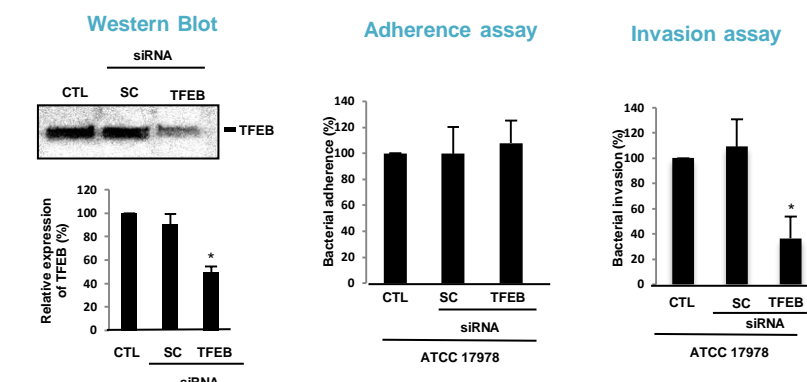 Western Blot
siRNA
CTL SC TFEB
TFEB
120
100
80
60
40
20
0
Relative expression
of TFEB (%)
*
CTL SC TFEB
siRNA
Adherence assay
140
120
100
80
60
40
20
0
Bacterial adherence (%)
CTL SC TFEB
siRNA
ATCC 17978
Invasion assay
140
120
100
80
60
40
20
0
Bacterial invasion (%)
*
CTL SC TFEB
siRNA
ATCC 17978